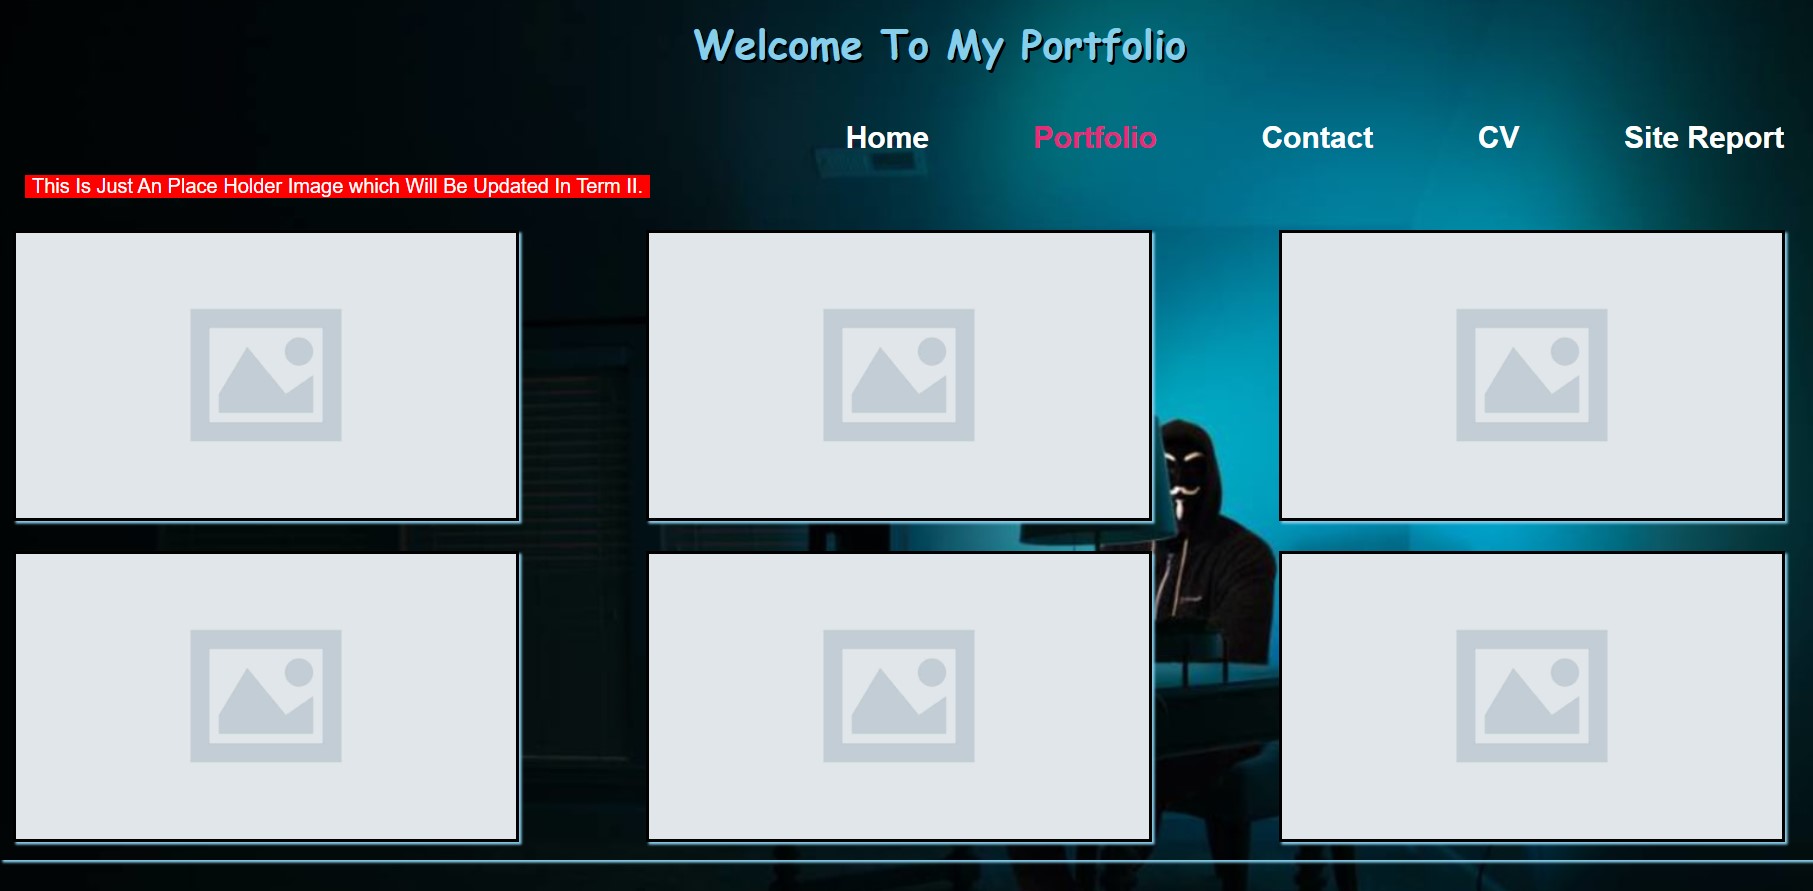 Welcome To My Portfolio
Home Portfolio Contact CV Site Report
This Is Just An Place Holder Image which Will Be Updated In Term II.